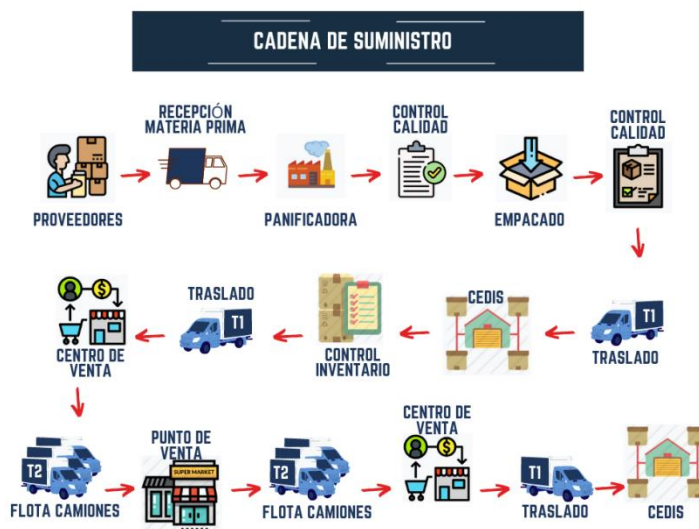 CADENA DE SUMINISTRO
RECEPCIÓN
MATERIA PRIMA
CONTROL
CALIDAD
CONTROL
CALIDAD
PROVEEDORES
PANIFICADORA
EMPACADO
TRASLADO
CEDIS
T1
T1
CENTRO DE
VENTA
CONTROL
INVENTARIO
TRASLADO
CENTRO DE
VENTA
PUNTO DE
VENTA
T2
SUPER MARKET
T2
T1
FLOTA CAMIONES
FLOTA CAMIONES
TRASLADO
CEDIS